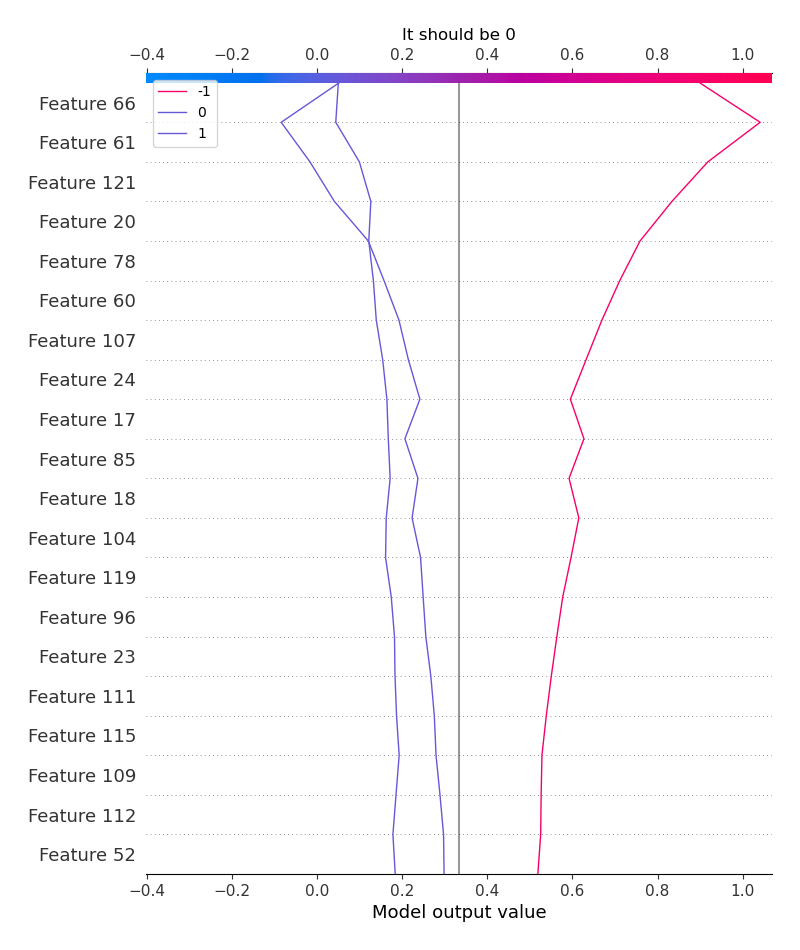 It should be 0
−0.4 −0.2 0.0 0.2 0.4 0.6 0.8 1.0
-1
0
1
Feature 66
Feature 61
Feature 121
Feature 20
Feature 78
Feature 60
Feature 107
Feature 24
Feature 17
Feature 85
Feature 18
Feature 104
Feature 119
Feature 96
Feature 23
Feature 111
Feature 115
Feature 109
Feature 112
Feature 52
−0.4 −0.2 0.0 0.2 0.4 0.6 0.8 1.0
Model output value